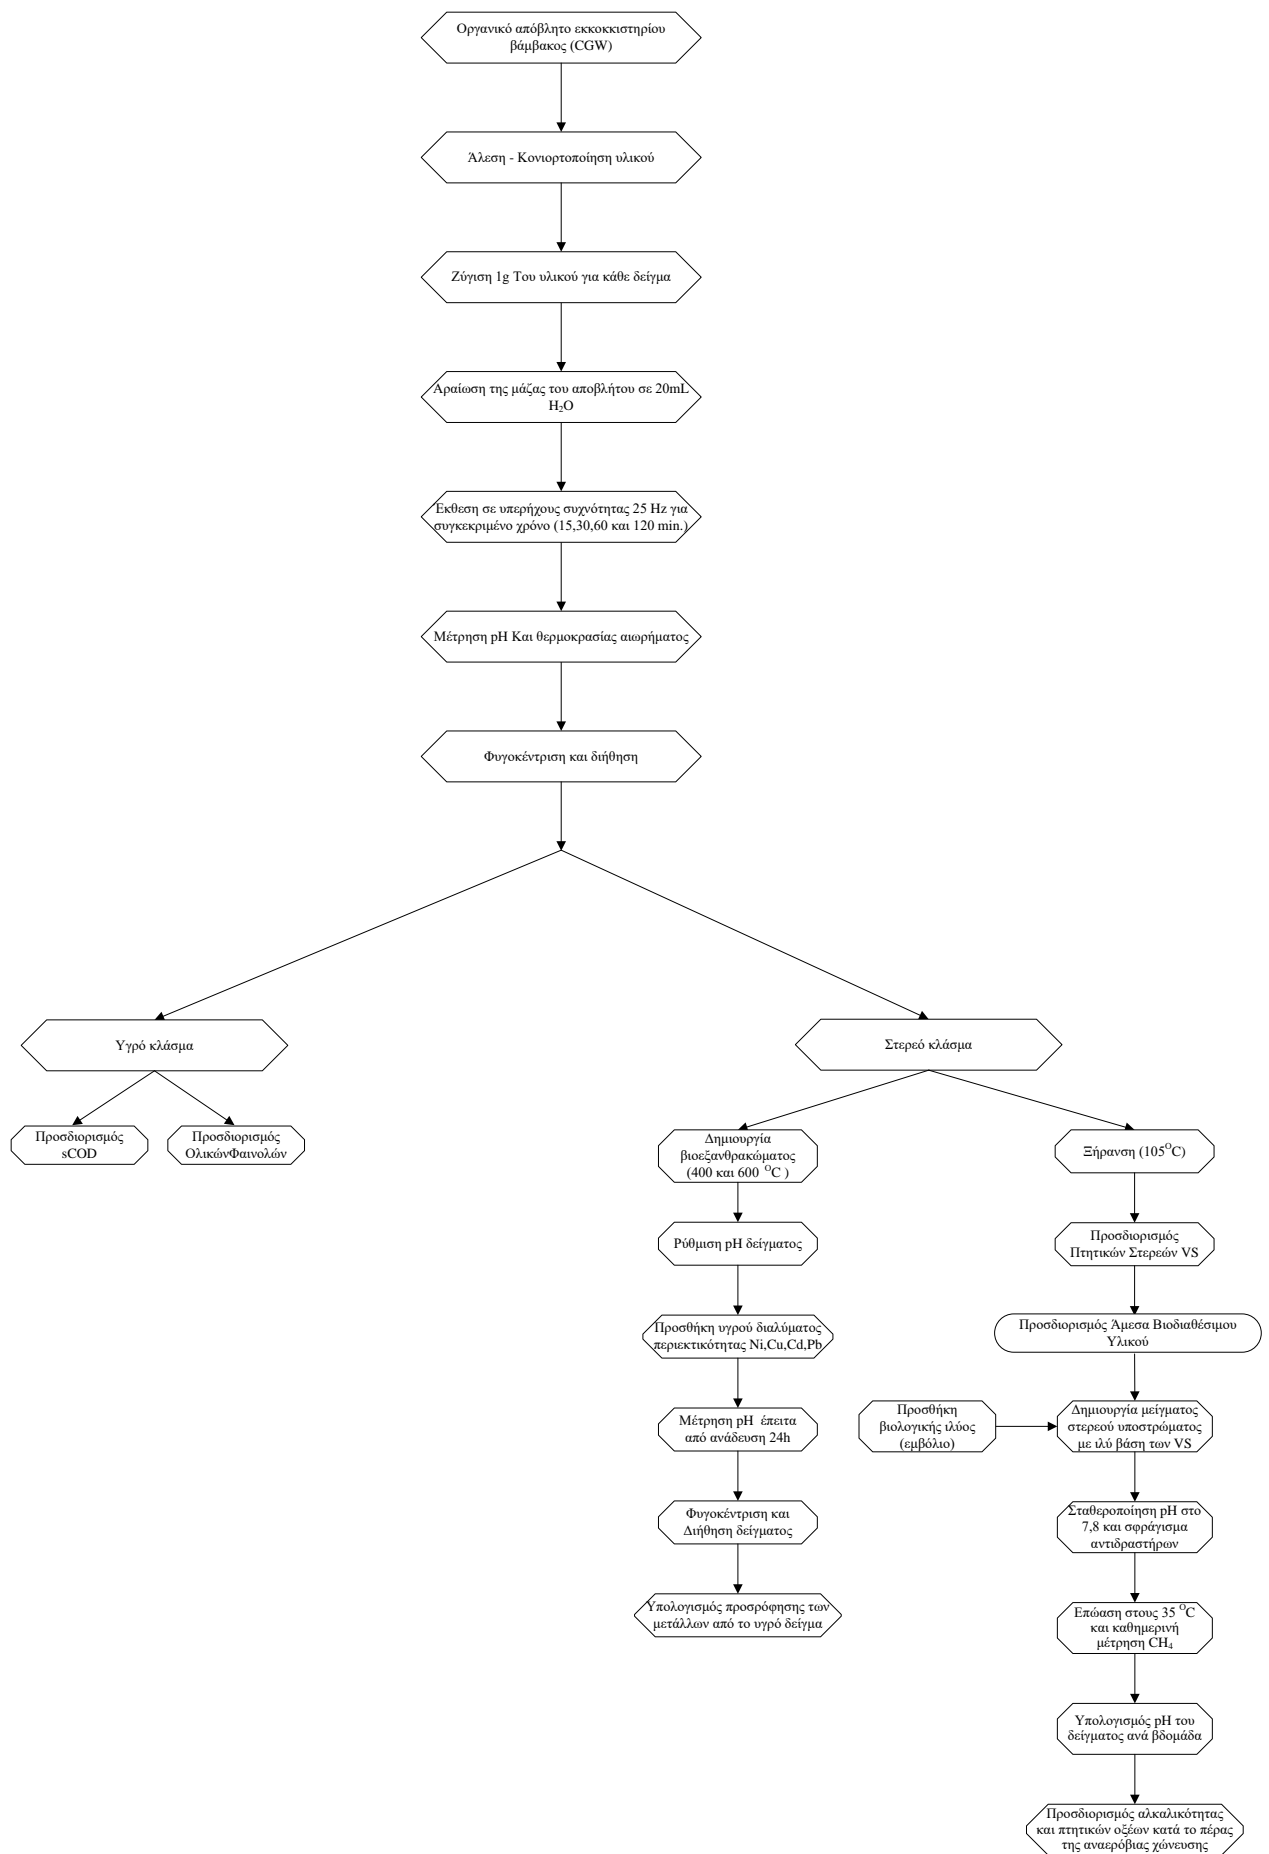 Οργανικό απόβλητο εκκοκκιστηρίου
βάμβακος (CGW)
Άλεση - Κονιορτοποίηση υλικού
Ζύγιση 1g Του υλικού για κάθε δείγμα
Αραίωση της μάζας του αποβλήτου σε 20mL
H₂O
Έκθεση σε υπερήχους συχνότητας 25 Hz για
συγκεκριμένο χρόνο (15,30,60 και 120 min.)
Μέτρηση pH Και θερμοκρασίας αιωρήματος
Φυγοκέντριση και διήθηση
Υγρό κλάσμα
Προσδιορισμός
sCOD
Προσδιορισμός
ΟλικώνΦαινολών
Στερεό κλάσμα
Δημιουργία
βιοεξανθρακώματος
(400 και 600 ᴼC )
Ρύθμιση pH δείγματος
Προσθήκη υγρού διαλύματος
περιεκτικότητας Ni,Cu,Cd,Pb
Μέτρηση pH έπειτα
από ανάδευση 24h
Φυγοκέντριση και
Διήθηση δείγματος
Υπολογισμός προσρόφησης των
μετάλλων από το υγρό δείγμα
Ξήρανση (105ᴼC)
Προσδιορισμός
Πτητικών Στερεών VS
Προσδιορισμός Άμεσα Βιοδιαθέσιμου
Υλικού
Προσθήκη
βιολογικής ιλύος
(εμβόλιο)
Δημιουργία μείγματος
στερεού υποστρώματος
με ιλύ βάση των VS
Σταθεροποίηση pH στο
7,8 και σφράγισμα
αντιδραστήρων
Επώαση στους 35 ᴼC
και καθημερινή
μέτρηση CH₄
Υπολογισμός pH του
δείγματος ανά βδομάδα
Προσδιορισμός αλκαλικότητας
και πτητικών οξέων κατά το πέρας
της αναερόβιας χώνευσης